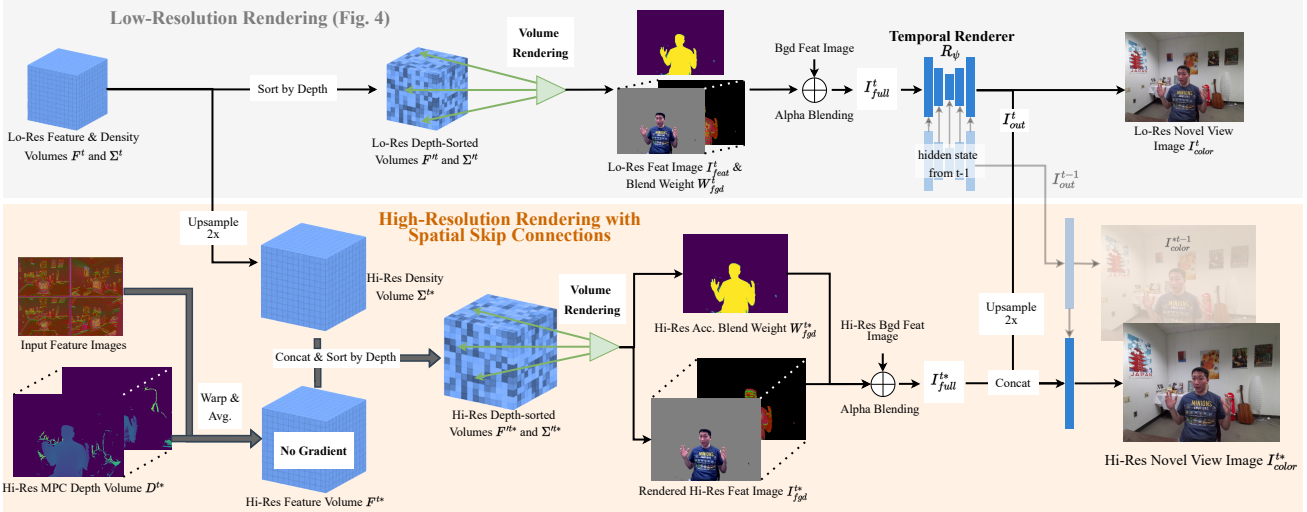 Low-Resolution Rendering (Fig. 4)
Lo-Res Feature & Density
Volumes F^t and Σ^t
Sort by Depth
Lo-Res Depth-Sorted
Volumes F'^t and Σ'^t
Volume
Rendering
Lo-Res Feat Image I^t_feat &
Blend Weight W^t_fgd
Bgd Feat Image
Alpha Blending
I^t_full
Temporal Renderer
R_ψ
hidden state
from t-1
I^t_out
I^{t-1}_out
Lo-Res Novel View
Image I^t_color
High-Resolution Rendering with
Spatial Skip Connections
Upsample
2x
Input Feature Images
Hi-Res MPC Depth Volume D^{t*}
Warp &
Avg.
Hi-Res Density
Volume Σ^{t*}
Concat & Sort by Depth
No Gradient
Hi-Res Feature Volume F^{t*}
Hi-Res Depth-sorted
Volumes F'^{t*} and Σ'^{t*}
Volume
Rendering
Hi-Res Acc. Blend Weight W^{t*}_fgd
Rendered Hi-Res Feat Image I^{t*}_fgd
Hi-Res Bgd Feat
Image
Alpha Blending
I^{t*}_full
Upsample
2x
Concat
I^{*t-1}_color
MINIONS
Hi-Res Novel View Image I^{t*}_color